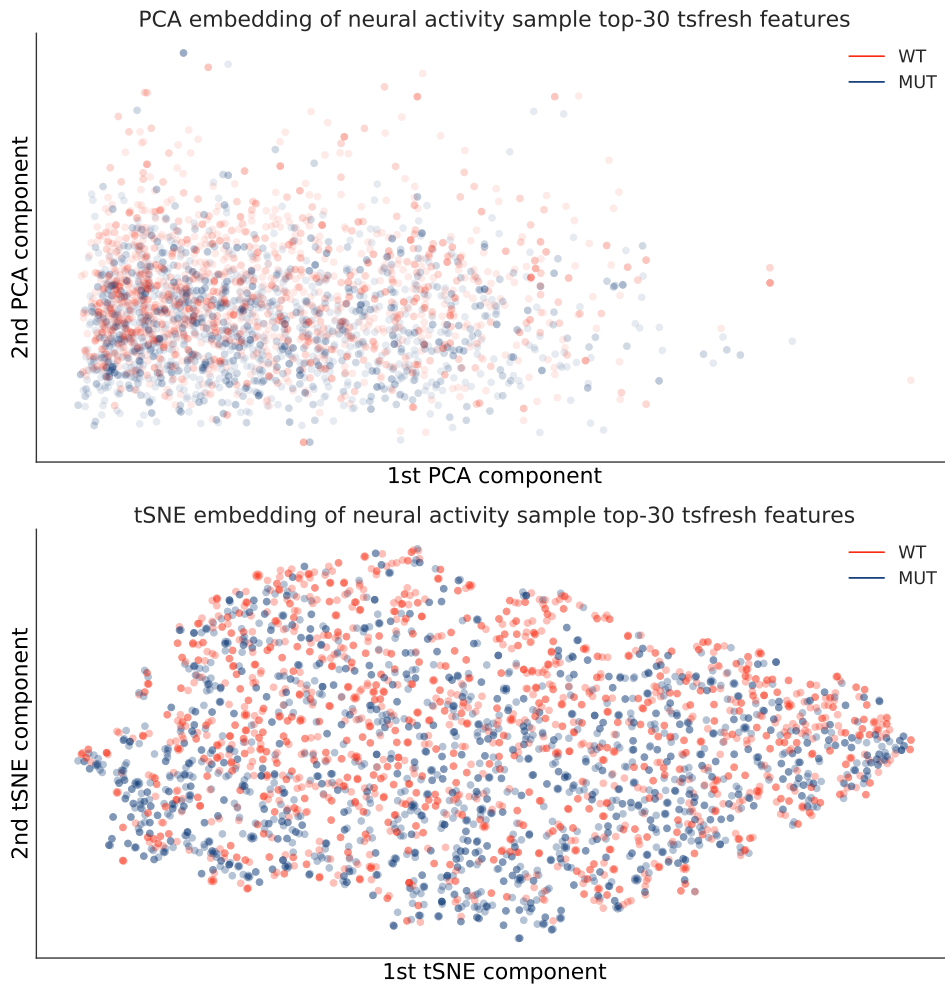 PCA embedding of neural activity sample top-30 tsfresh features
WT
MUT
2nd PCA component
1st PCA component
tSNE embedding of neural activity sample top-30 tsfresh features
WT
MUT
2nd tSNE component
1st tSNE component